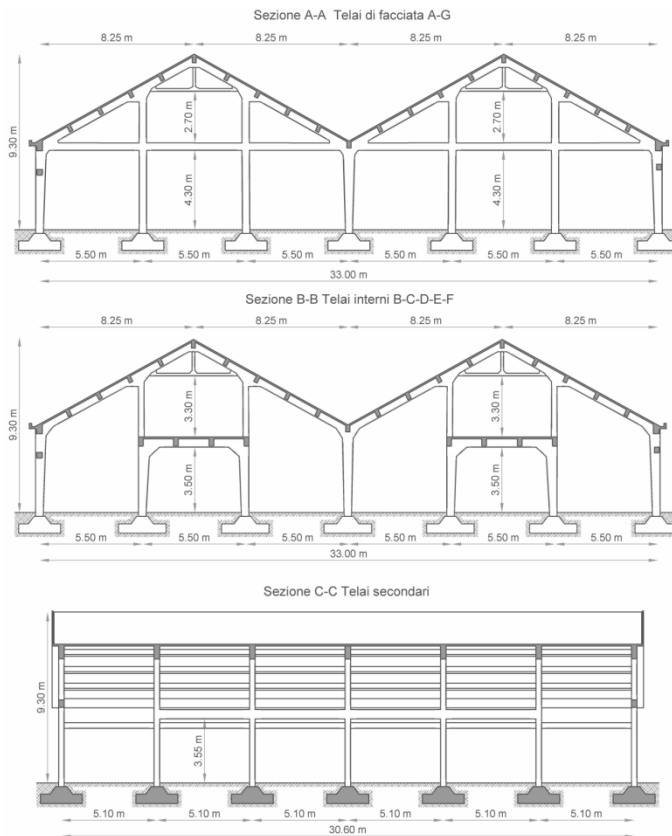 Sezione A-A Telai di facciata A-G
8.25 m 8.25 m 8.25 m 8.25 m
9.30 m
2.70 m 2.70 m
4.30 m 4.30 m
5.50 m 5.50 m 5.50 m 5.50 m 5.50 m 5.50 m
33.00 m
Sezione B-B Telai interni B-C-D-E-F
8.25 m 8.25 m 8.25 m 8.25 m
9.30 m
3.30 m 3.30 m
3.50 m 3.50 m
5.50 m 5.50 m 5.50 m 5.50 m 5.50 m 5.50 m
33.00 m
Sezione C-C Telai secondari
9.30 m
3.55 m
5.10 m 5.10 m 5.10 m 5.10 m 5.10 m 5.10 m
30.60 m